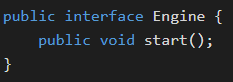 public interface Engine {
    public void start();
}